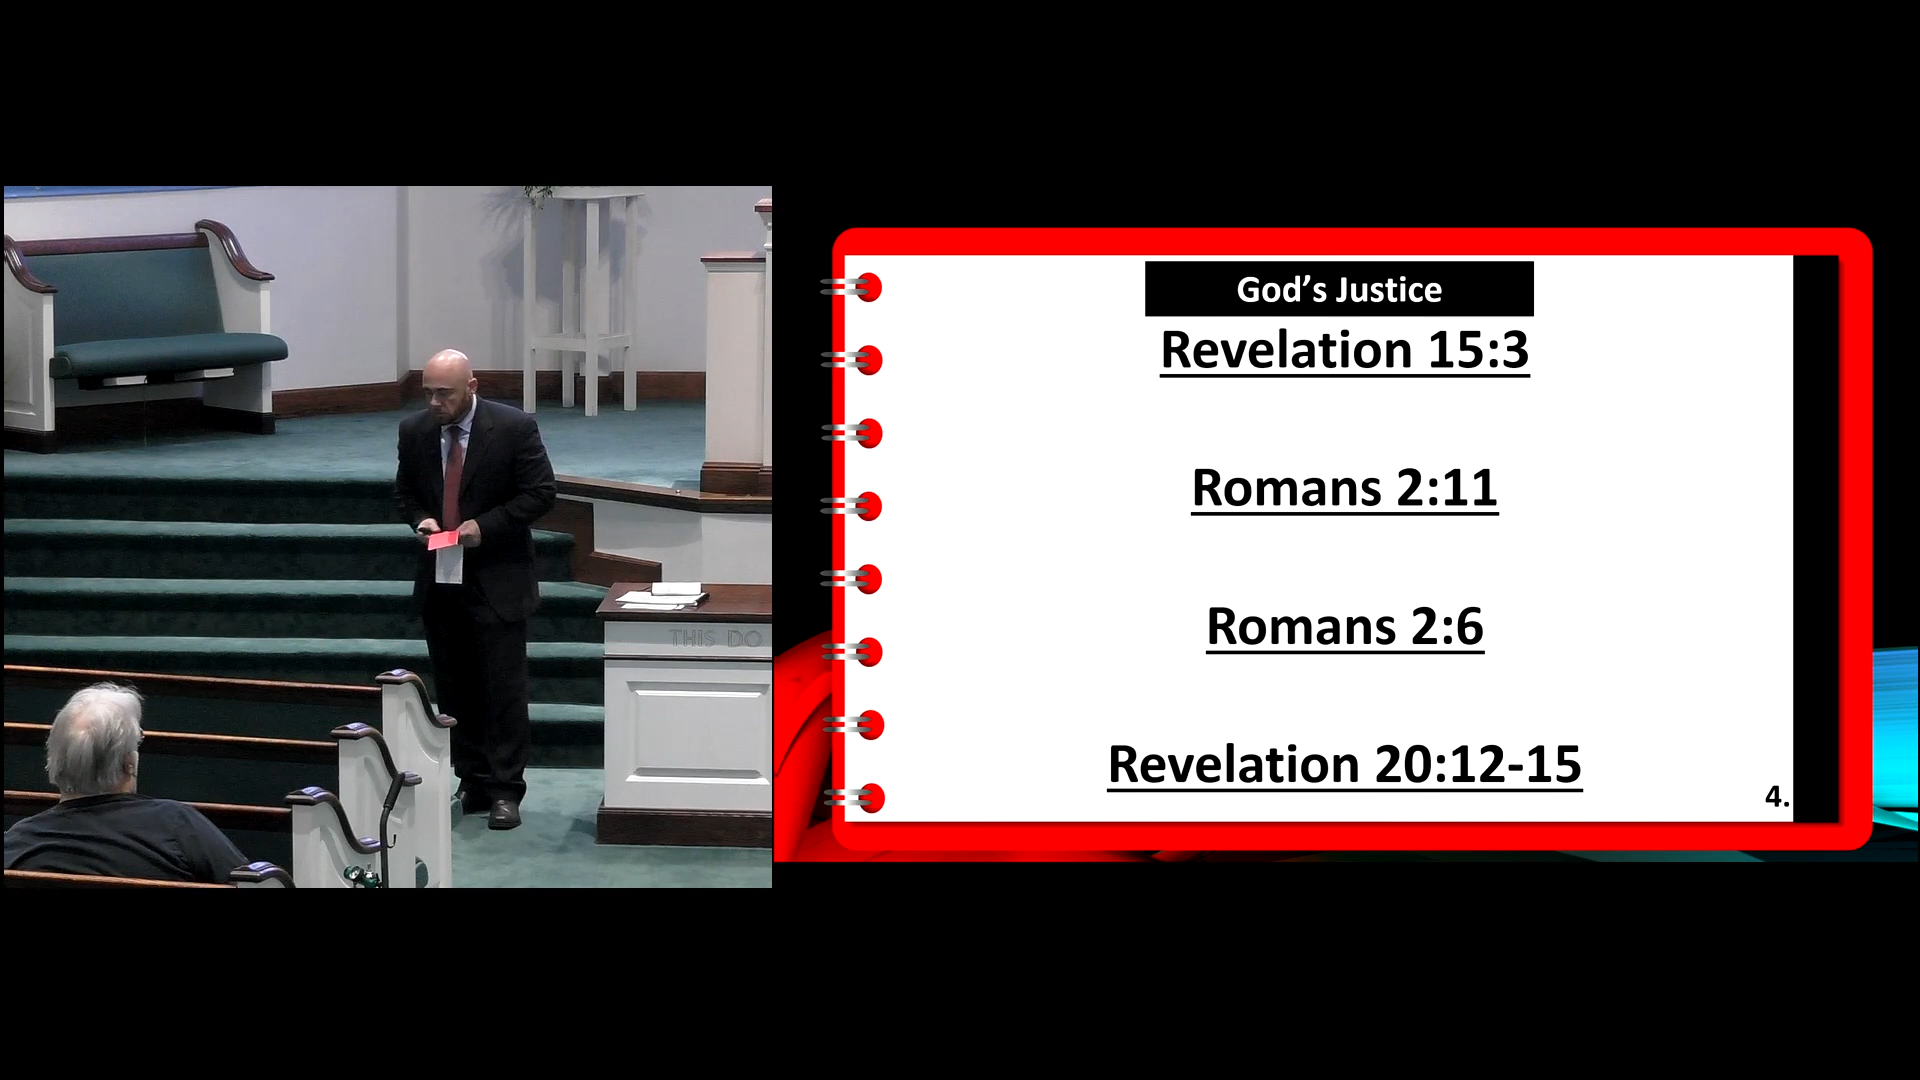 God’s Justice
Revelation 15:3
Romans 2:11
Romans 2:6
Revelation 20:12-15
4.
THIS DO